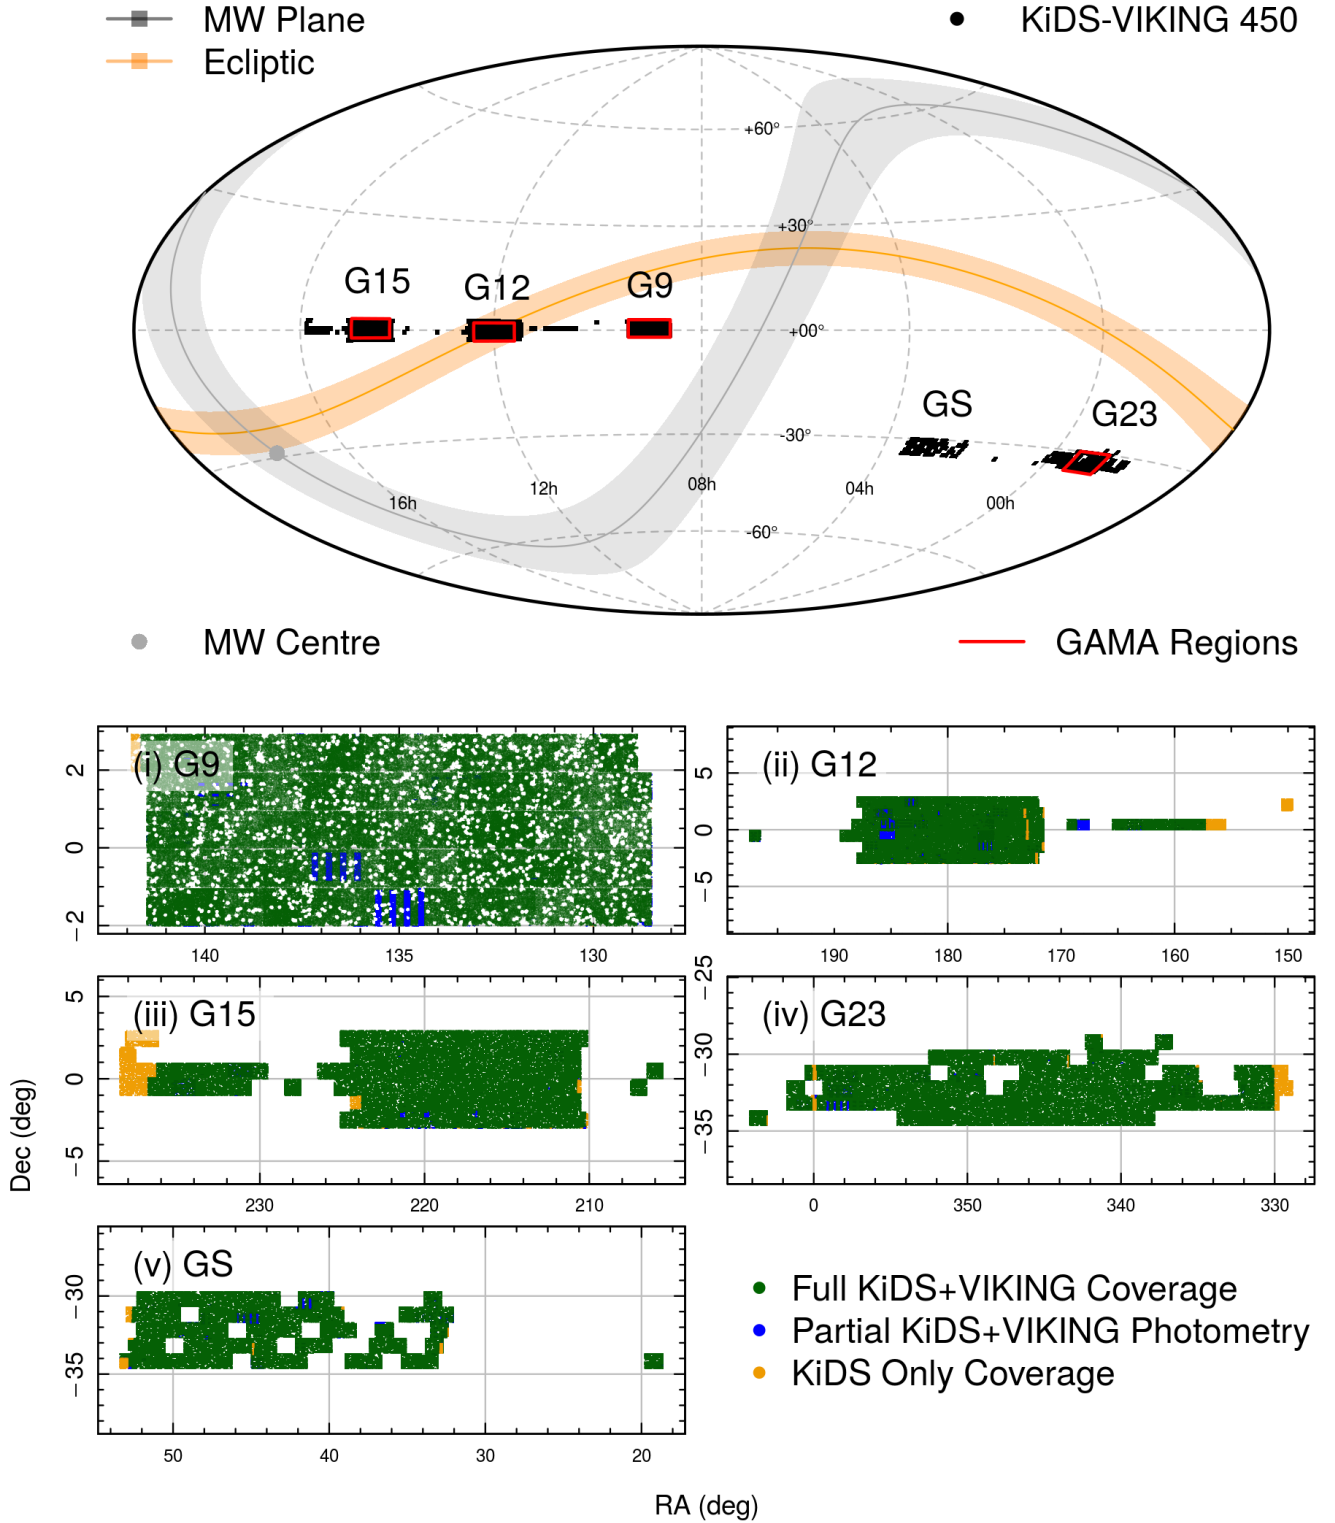 MW Plane
KiDS-VIKING 450
Ecliptic
+60°
+30°
G15
G12
G9
+00°
GS
G23
-30°
16h
12h
08h
04h
00h
-60°
MW Centre
GAMA Regions
(i) G9
2
0
−2
140
135
130
(ii) G12
5
0
−5
190
180
170
160
150
(iii) G15
5
0
−5
230
220
210
(iv) G23
−25
−30
−35
0
350
340
330
(v) GS
−30
−35
50
40
30
20
Full KiDS+VIKING Coverage
Partial KiDS+VIKING Photometry
KiDS Only Coverage
Dec (deg)
RA (deg)